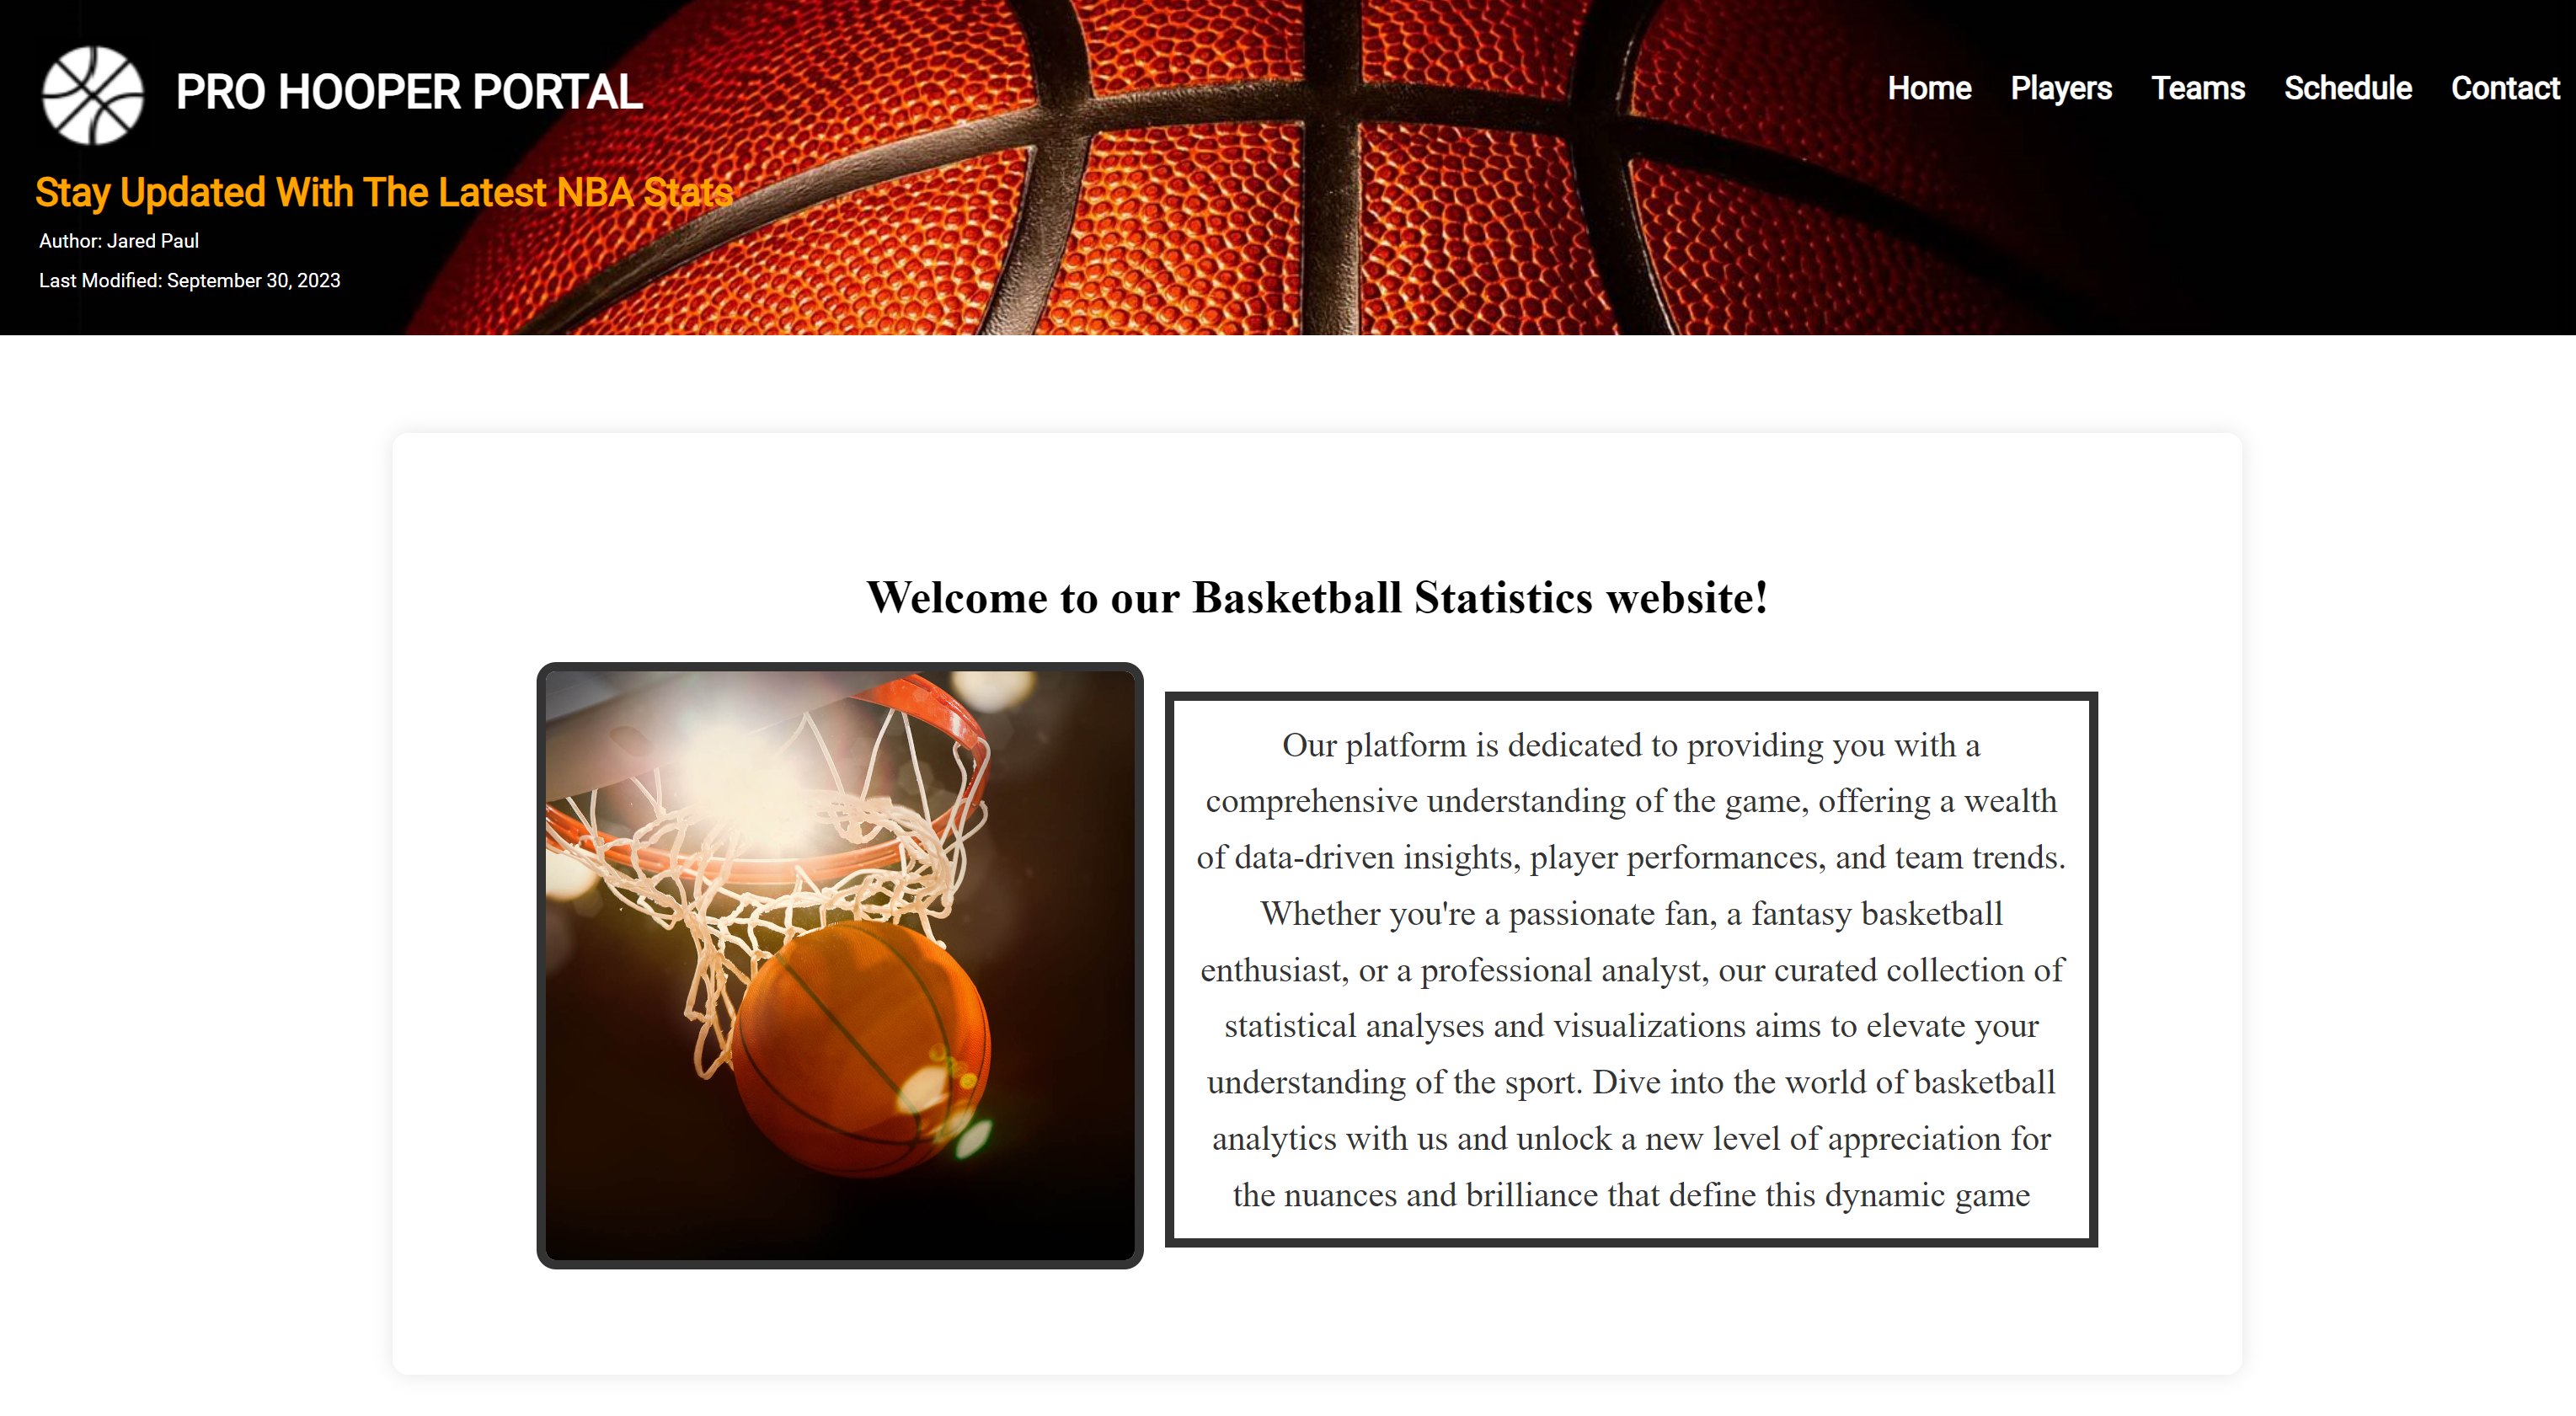 PRO HOOPER PORTAL
Home Players Teams Schedule Contact
Stay Updated With The Latest NBA Stats
Author: Jared Paul
Last Modified: September 30, 2023
Welcome to our Basketball Statistics website!
Our platform is dedicated to providing you with a
comprehensive understanding of the game, offering a wealth
of data-driven insights, player performances, and team trends.
Whether you're a passionate fan, a fantasy basketball
enthusiast, or a professional analyst, our curated collection of
statistical analyses and visualizations aims to elevate your
understanding of the sport. Dive into the world of basketball
analytics with us and unlock a new level of appreciation for
the nuances and brilliance that define this dynamic game